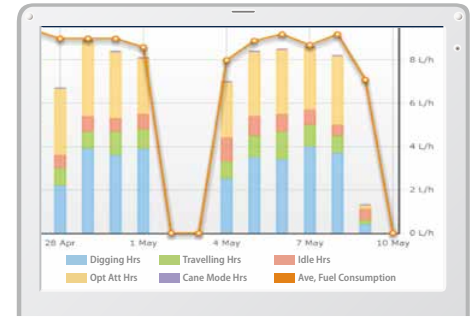 8 L/h
6 L/h
4 L/h
2 L/h
0 L/h
28 Apr 1 May 4 May 7 May 10 May
Digging Hrs Travelling Hrs Idle Hrs
Opt Att Hrs Cane Mode Hrs Ave, Fuel Consumption